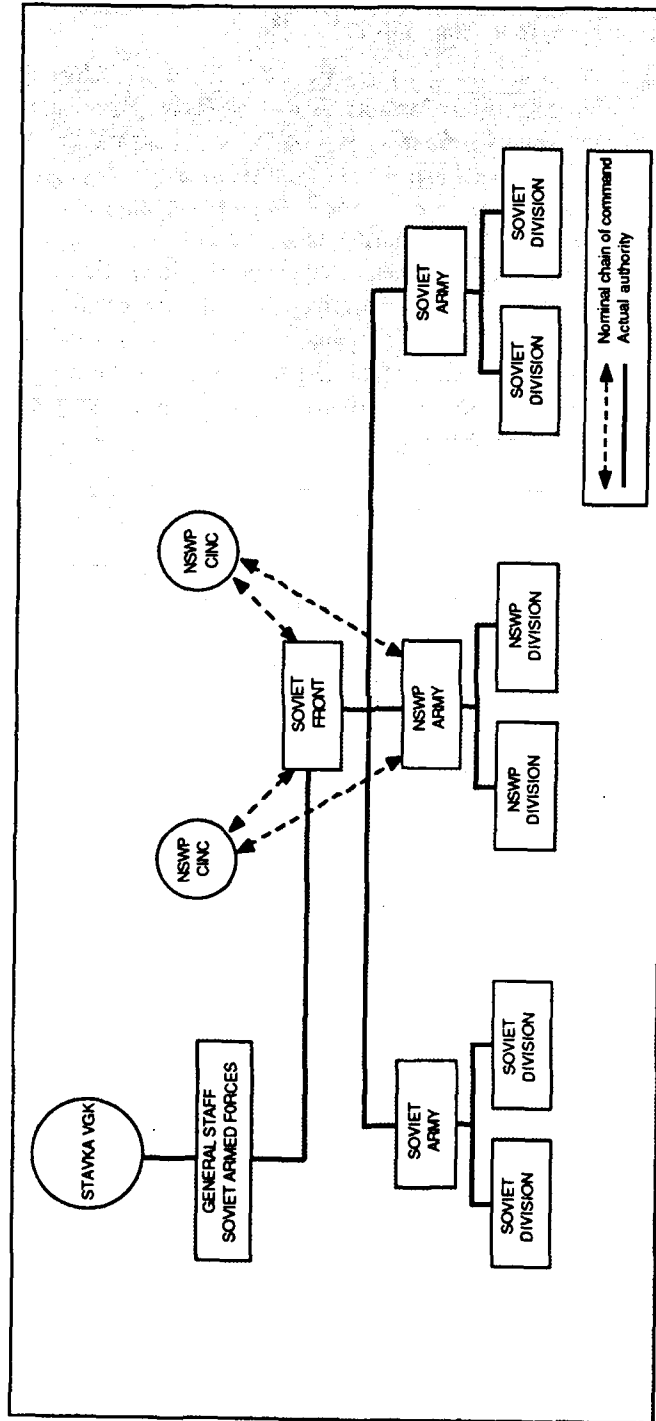 STAVKA VGK
GENERAL STAFF
SOVIET ARMED FORCES
NSWP
CINC
NSWP
CINC
SOVIET
FRONT
SOVIET
ARMY
NSWP
ARMY
SOVIET
ARMY
SOVIET
DIVISION
SOVIET
DIVISION
NSWP
DIVISION
NSWP
DIVISION
SOVIET
DIVISION
SOVIET
DIVISION
Nominal chain of command
Actual authority